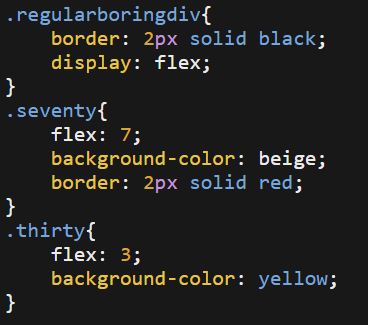 .regularboringdiv{
    border: 2px solid black;
    display: flex;
}
.seventy{
    flex: 7;
    background-color: beige;
    border: 2px solid red;
}
.thirty{
    flex: 3;
    background-color: yellow;
}